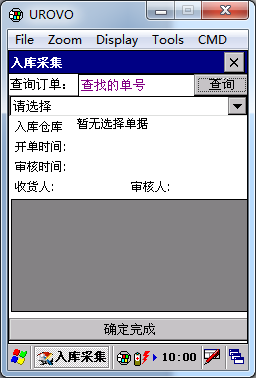 UROVO
File Zoom Display Tools CMD
入库采集
查询订单： 查找的单号 查询
请选择
入库仓库 暂无选择单据
开单时间:
审核时间:
收货人: 审核人:
确定完成
入库采集 10:00